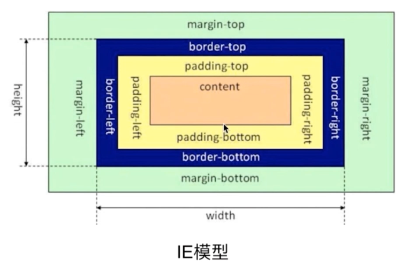 margin-top
border-top
padding-top
content
height
margin-left
border-left
padding-left
padding-right
border-right
margin-right
padding-bottom
border-bottom
margin-bottom
width
IE模型